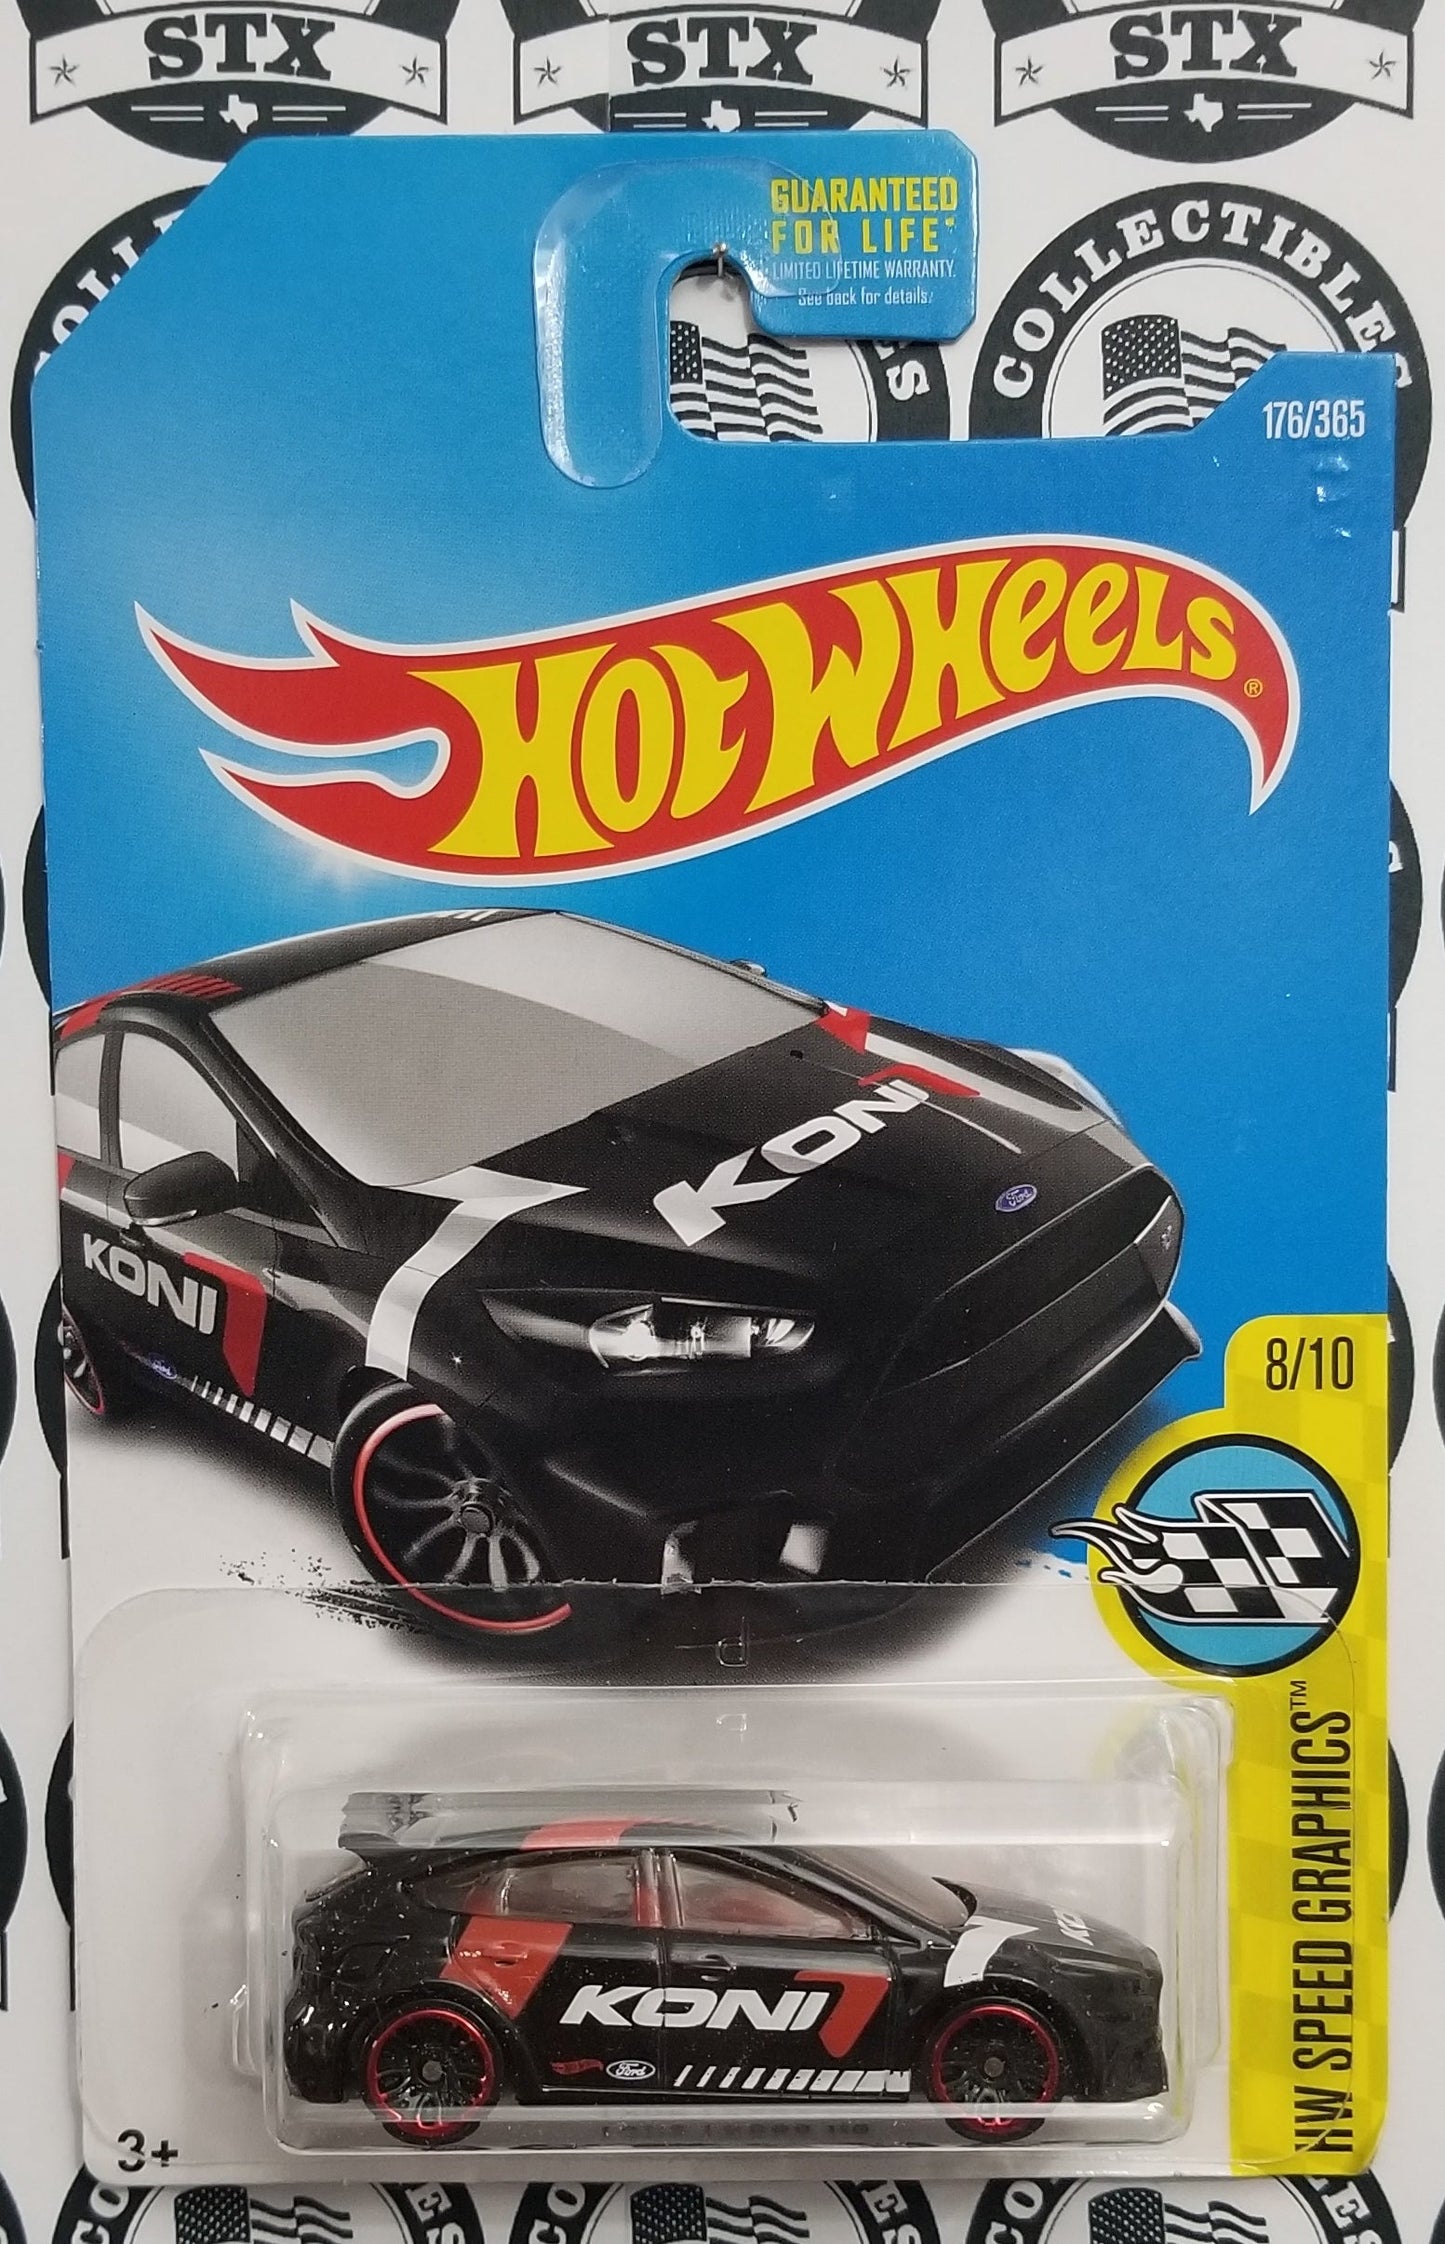 STX
STX
STX
GUARANTEED
FOR LIFE
LIMITED LIFETIME WARRANTY.
See back for details.
COLLECTIBLES
176/365
HOT WHEELS®
KONI
Ford
KONI
Ford
8/10
HW SPEED GRAPHICS™
KONI
Ford
3+